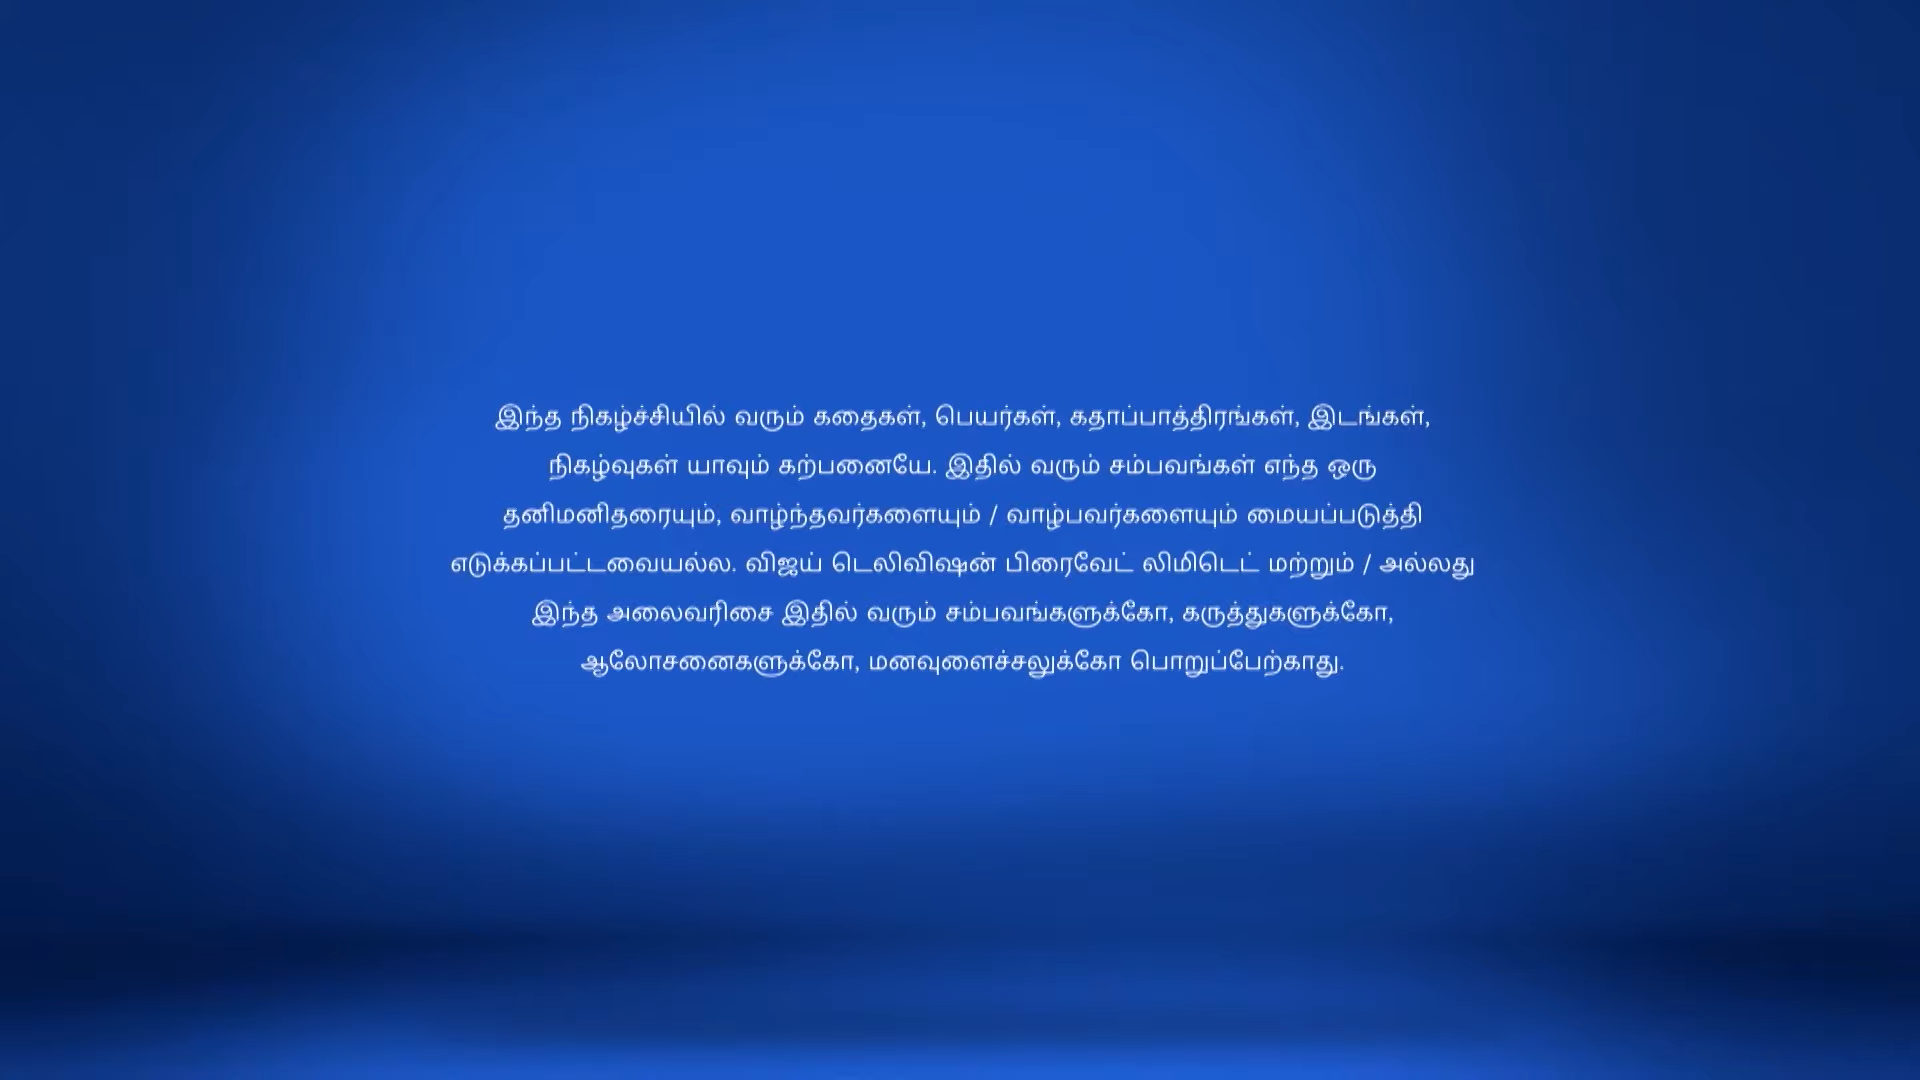 இந்த நிகழ்ச்சியில் வரும் கதைகள், பெயர்கள், கதாப்பாத்திரங்கள், இடங்கள்,
நிகழ்வுகள் யாவும் கற்பனையே. இதில் வரும் சம்பவங்கள் எந்த ஒரு
தனிமனிதரையும், வாழ்ந்தவர்களையும் / வாழ்பவர்களையும் மையப்படுத்தி
எடுக்கப்பட்டவையல்ல. விஜய் டெலிவிஷன் பிரைவேட் லிமிடெட் மற்றும் / அல்லது
இந்த அலைவரிசை இதில் வரும் சம்பவங்களுக்கோ, கருத்துகளுக்கோ,
ஆலோசனைகளுக்கோ, மனவுளைச்சலுக்கோ பொறுப்பேற்காது.